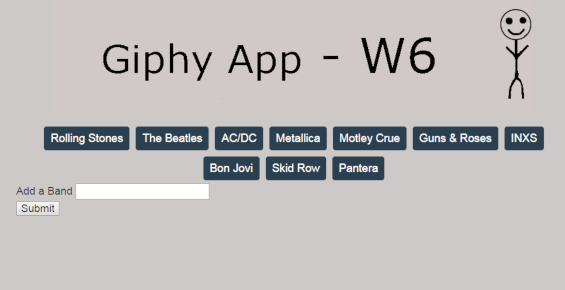 Giphy App - W6
Rolling Stones The Beatles AC/DC Metallica Motley Crue Guns & Roses INXS
Bon Jovi Skid Row Pantera
Add a Band
Submit